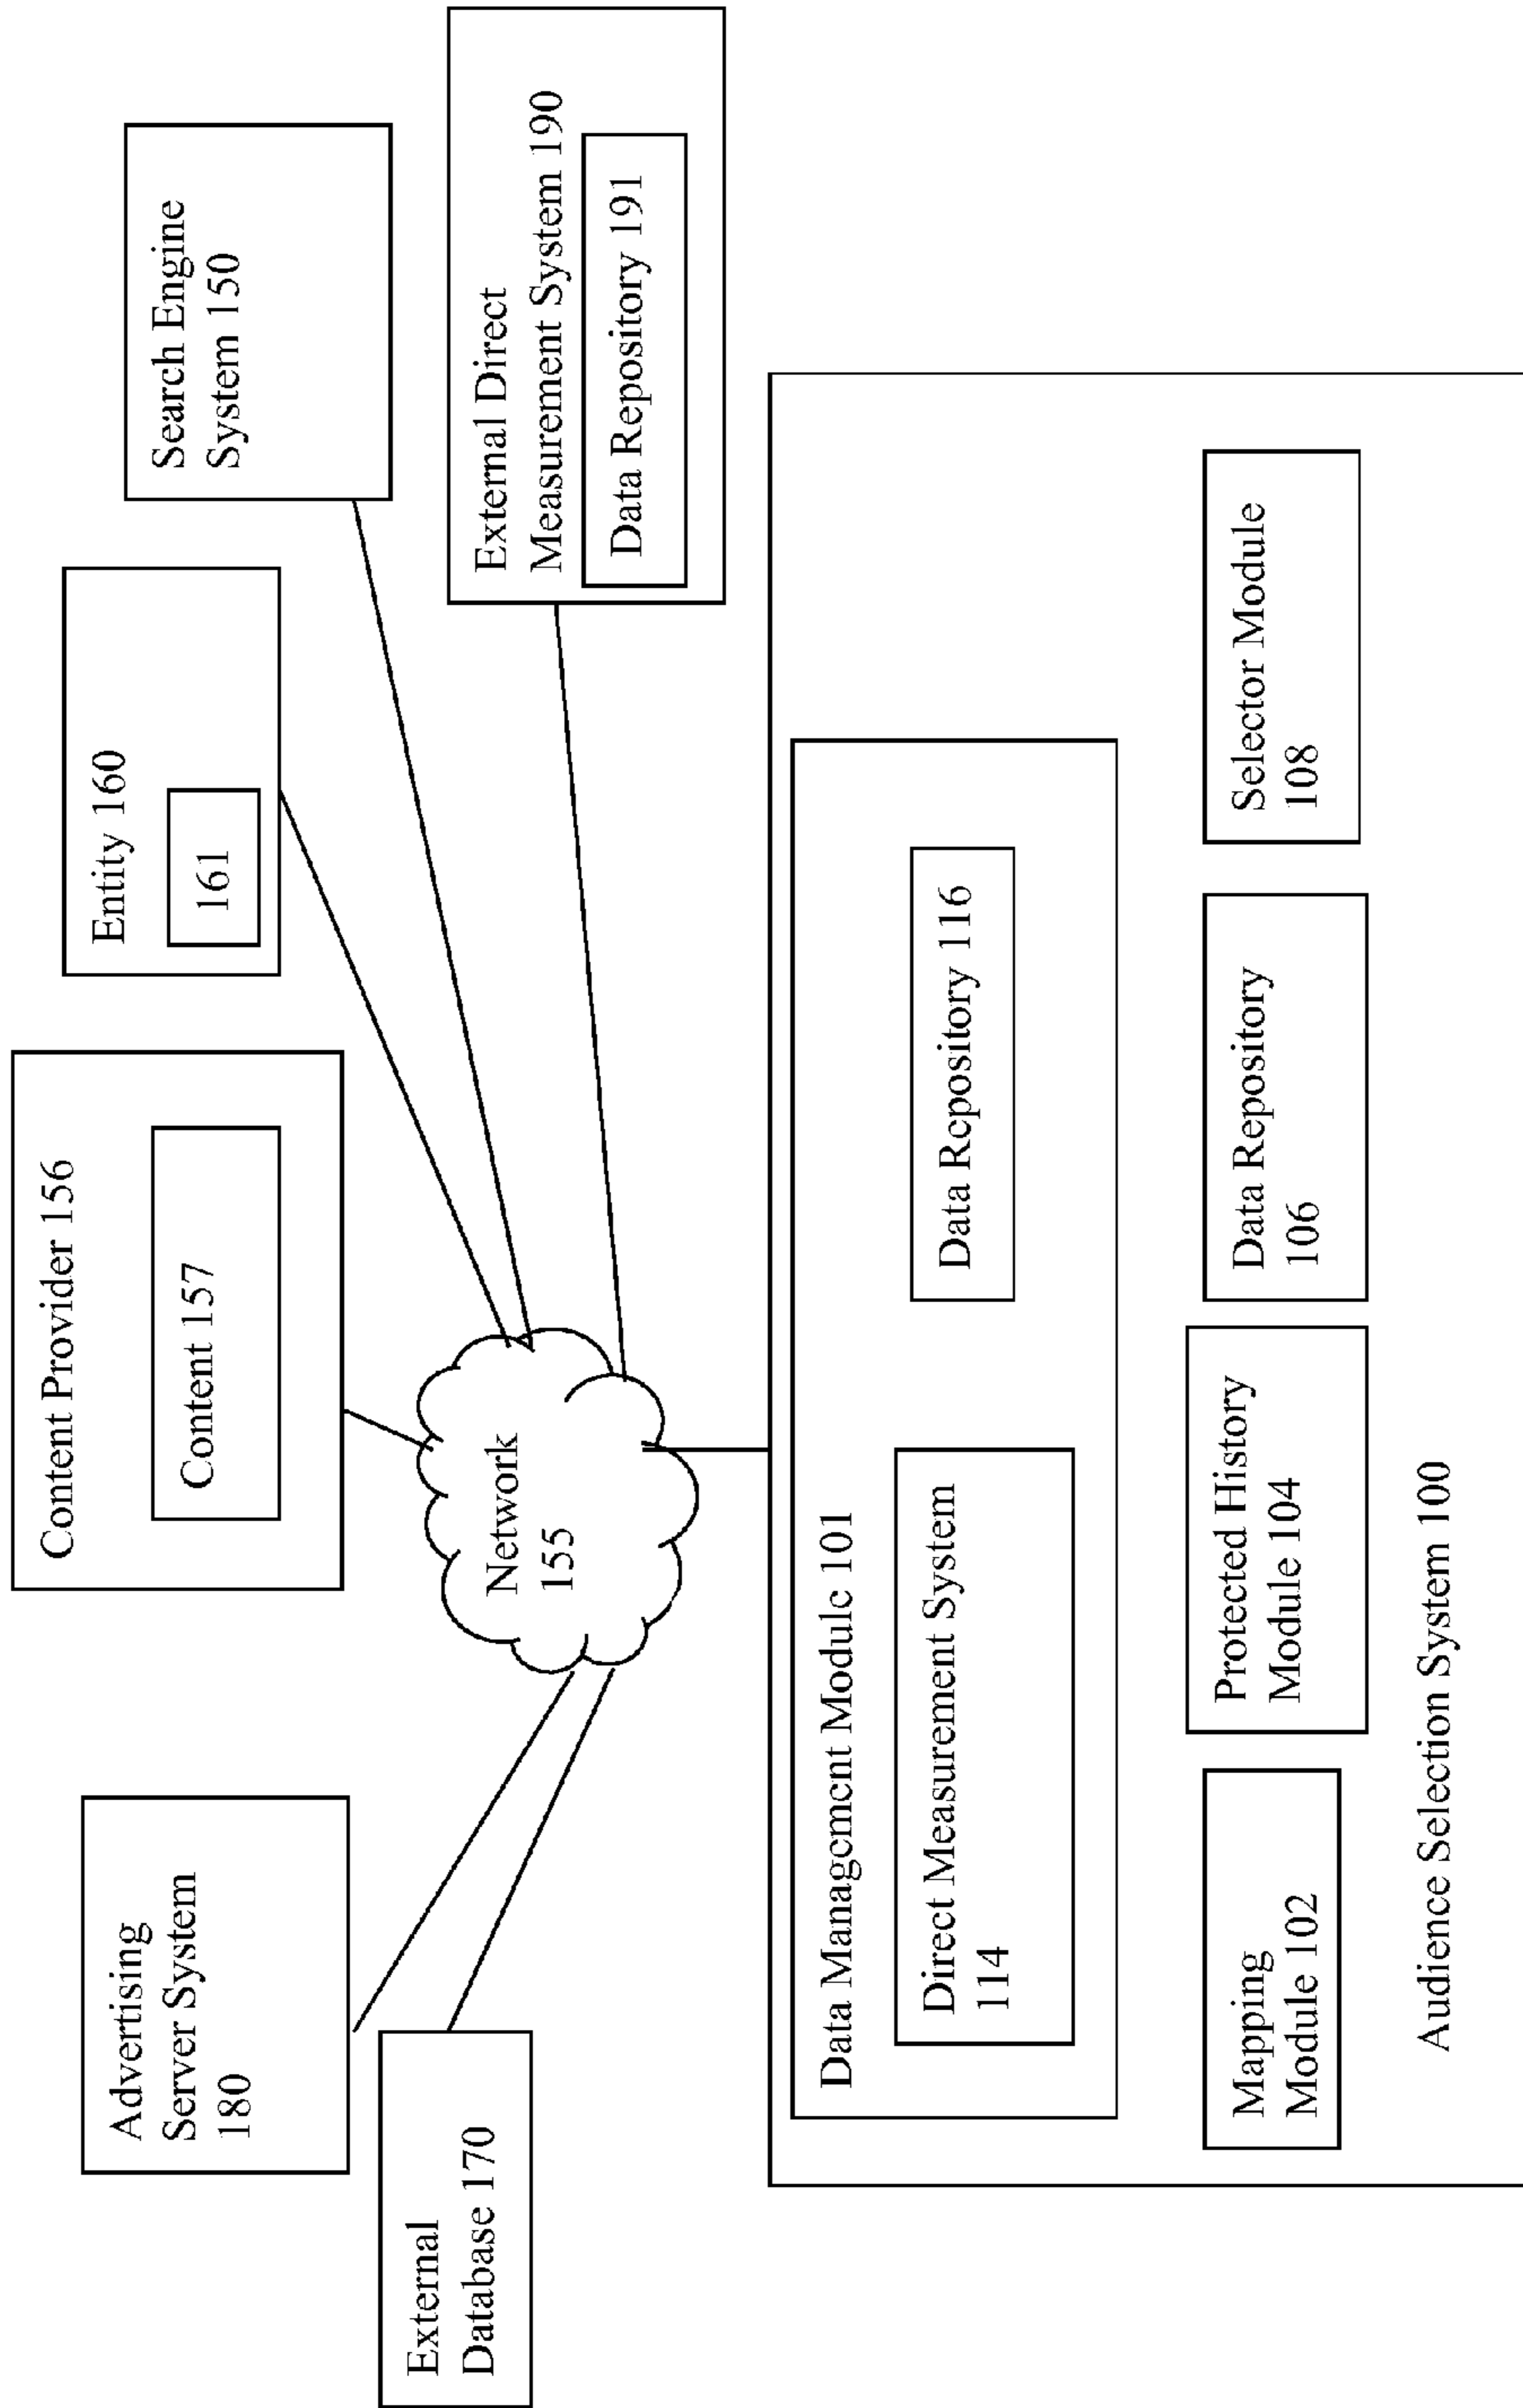 Advertising
Server System
180
External
Database 170
Content Provider 156
Content 157
Entity 160
161
Search Engine
System 150
External Direct
Measurement System 190
Data Repository 191
Network
155
Data Management Module 101
Direct Measurement System
114
Data Repository 116
Mapping
Module 102
Protected History
Module 104
Data Repository
106
Selector Module
108
Audience Selection System 100